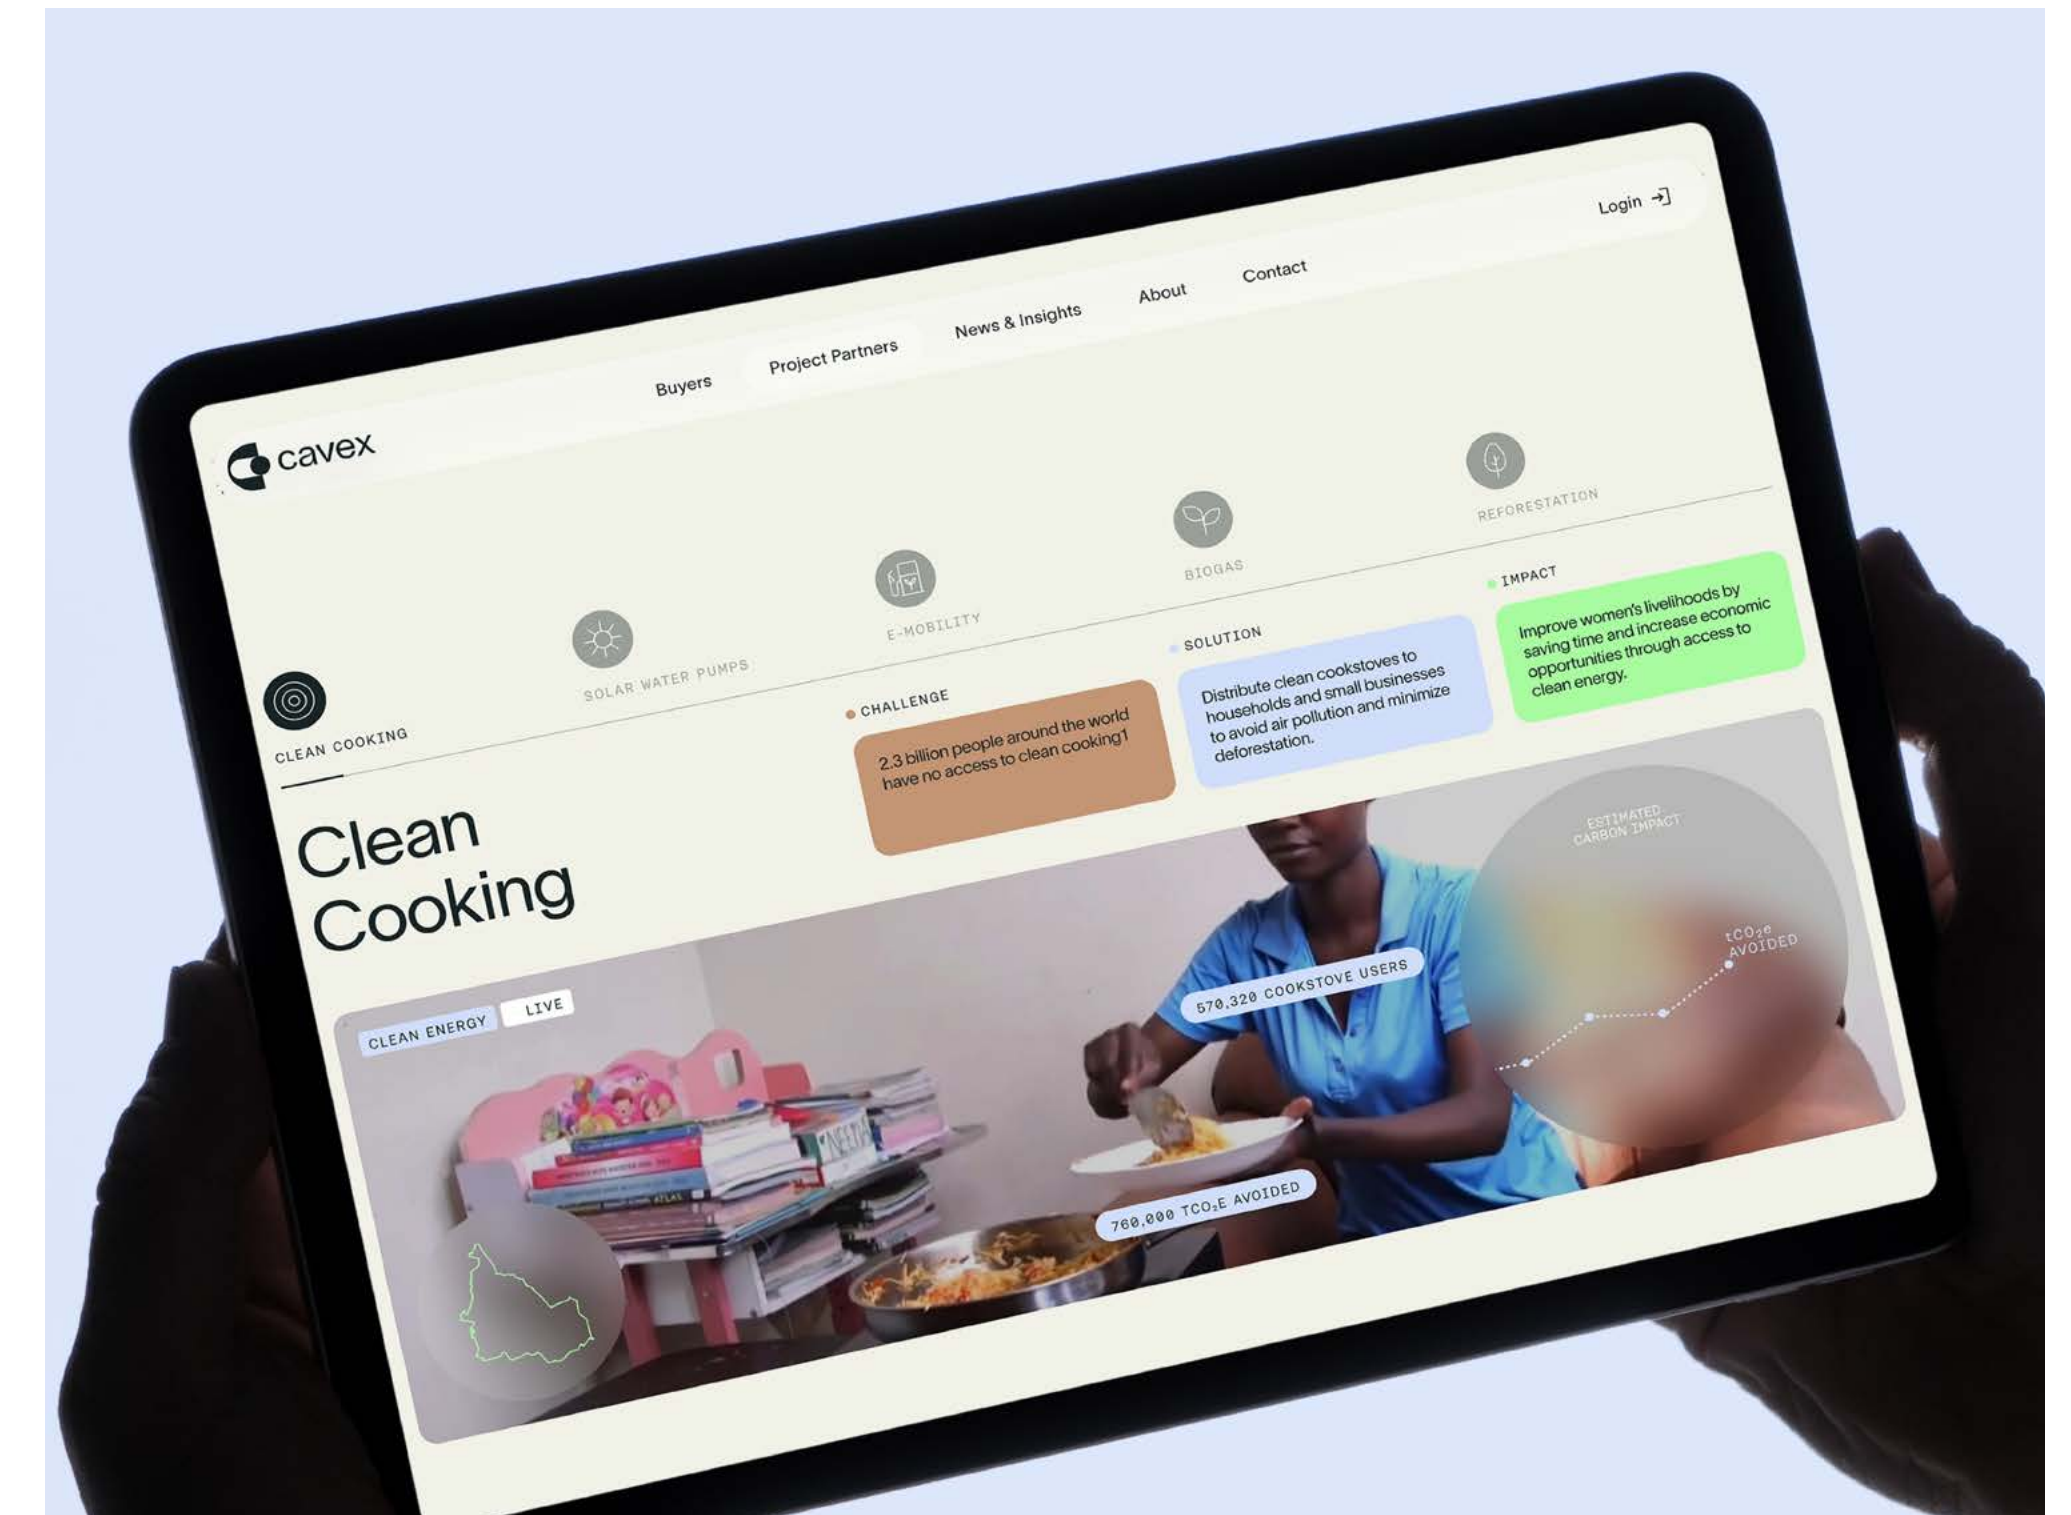 cavex
Buyers
Project Partners
News & Insights
About
Contact
Login
CLEAN COOKING
SOLAR WATER PUMPS
E-MOBILITY
BIOGAS
REFORESTATION
Clean
Cooking
CHALLENGE
2.3 billion people around the world
have no access to clean cooking1
SOLUTION
Distribute clean cookstoves to
households and small businesses
to avoid air pollution and minimize
deforestation.
IMPACT
Improve women's livelihoods by
saving time and increase economic
opportunities through access to
clean energy.
CLEAN ENERGY
LIVE
570,320 COOKSTOVE USERS
760,000 TCO₂E AVOIDED
ESTIMATED
CARBON IMPACT
tCO₂e
AVOIDED
ATLAS